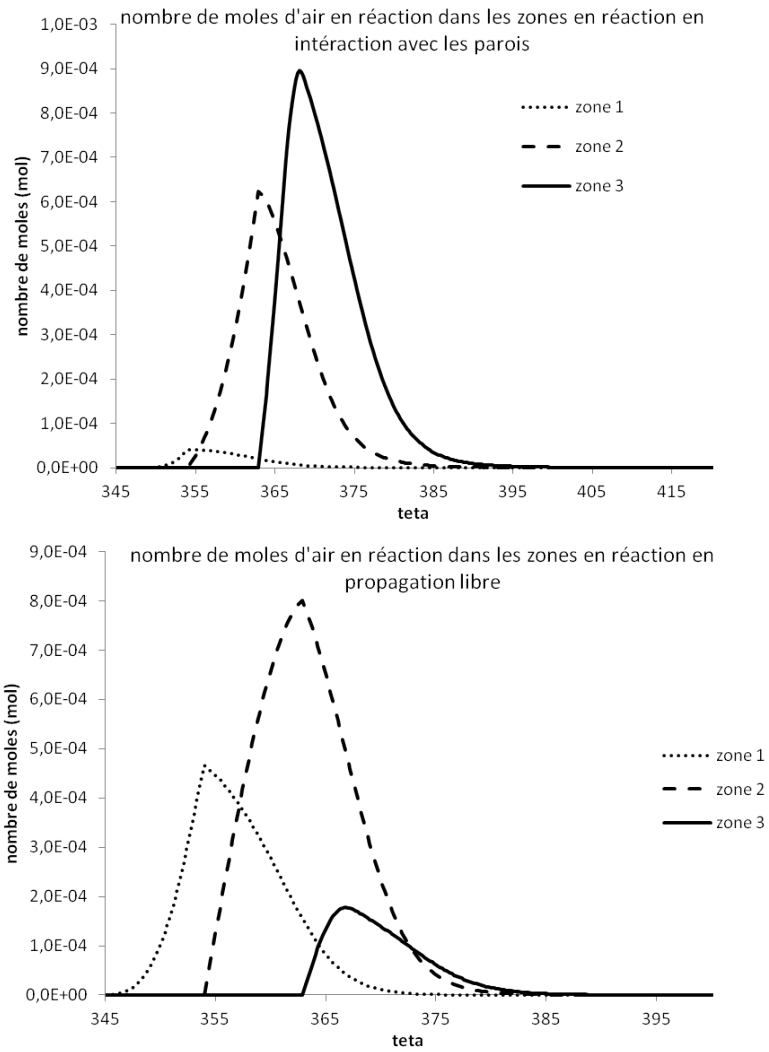 nombre de moles d'air en réaction dans les zones en réaction en
intéraction avec les parois
1,0E-03
9,0E-04
8,0E-04
7,0E-04
6,0E-04
5,0E-04
4,0E-04
3,0E-04
2,0E-04
1,0E-04
0,0E+00
nombre de moles (mol)
zone 1
zone 2
zone 3
345 355 365 375 385 395 405 415
teta
nombre de moles d'air en réaction dans les zones en réaction en
propagation libre
9,0E-04
8,0E-04
7,0E-04
6,0E-04
5,0E-04
4,0E-04
3,0E-04
2,0E-04
1,0E-04
0,0E+00
nombre de moles (mol)
zone 1
zone 2
zone 3
345 355 365 375 385 395
teta